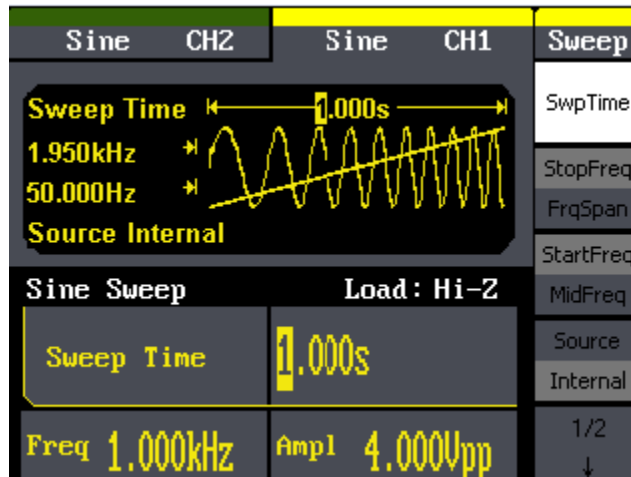 Sine CH2
Sine CH1
Sweep
Sweep Time 1.000s
1.950kHz
50.000Hz
Source Internal
SwpTime
StopFreq
FrqSpan
StartFreq
MidFreq
Source
Internal
1/2
↓
Sine Sweep Load: Hi-Z
Sweep Time 1.000s
Freq 1.000kHz Ampl 4.000Vpp